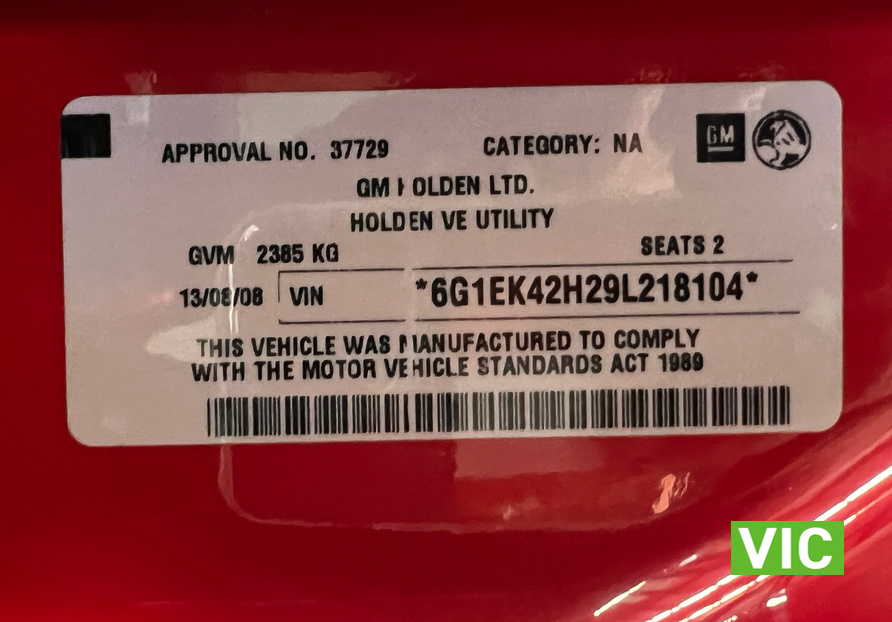 APPROVAL NO. 37729 CATEGORY: NA GM
GM HOLDEN LTD.
HOLDEN VE UTILITY
GVM 2385 KG SEATS 2
13/08/08 VIN *6G1EK42H29L218104*
THIS VEHICLE WAS MANUFACTURED TO COMPLY
WITH THE MOTOR VEHICLE STANDARDS ACT 1989
VIC